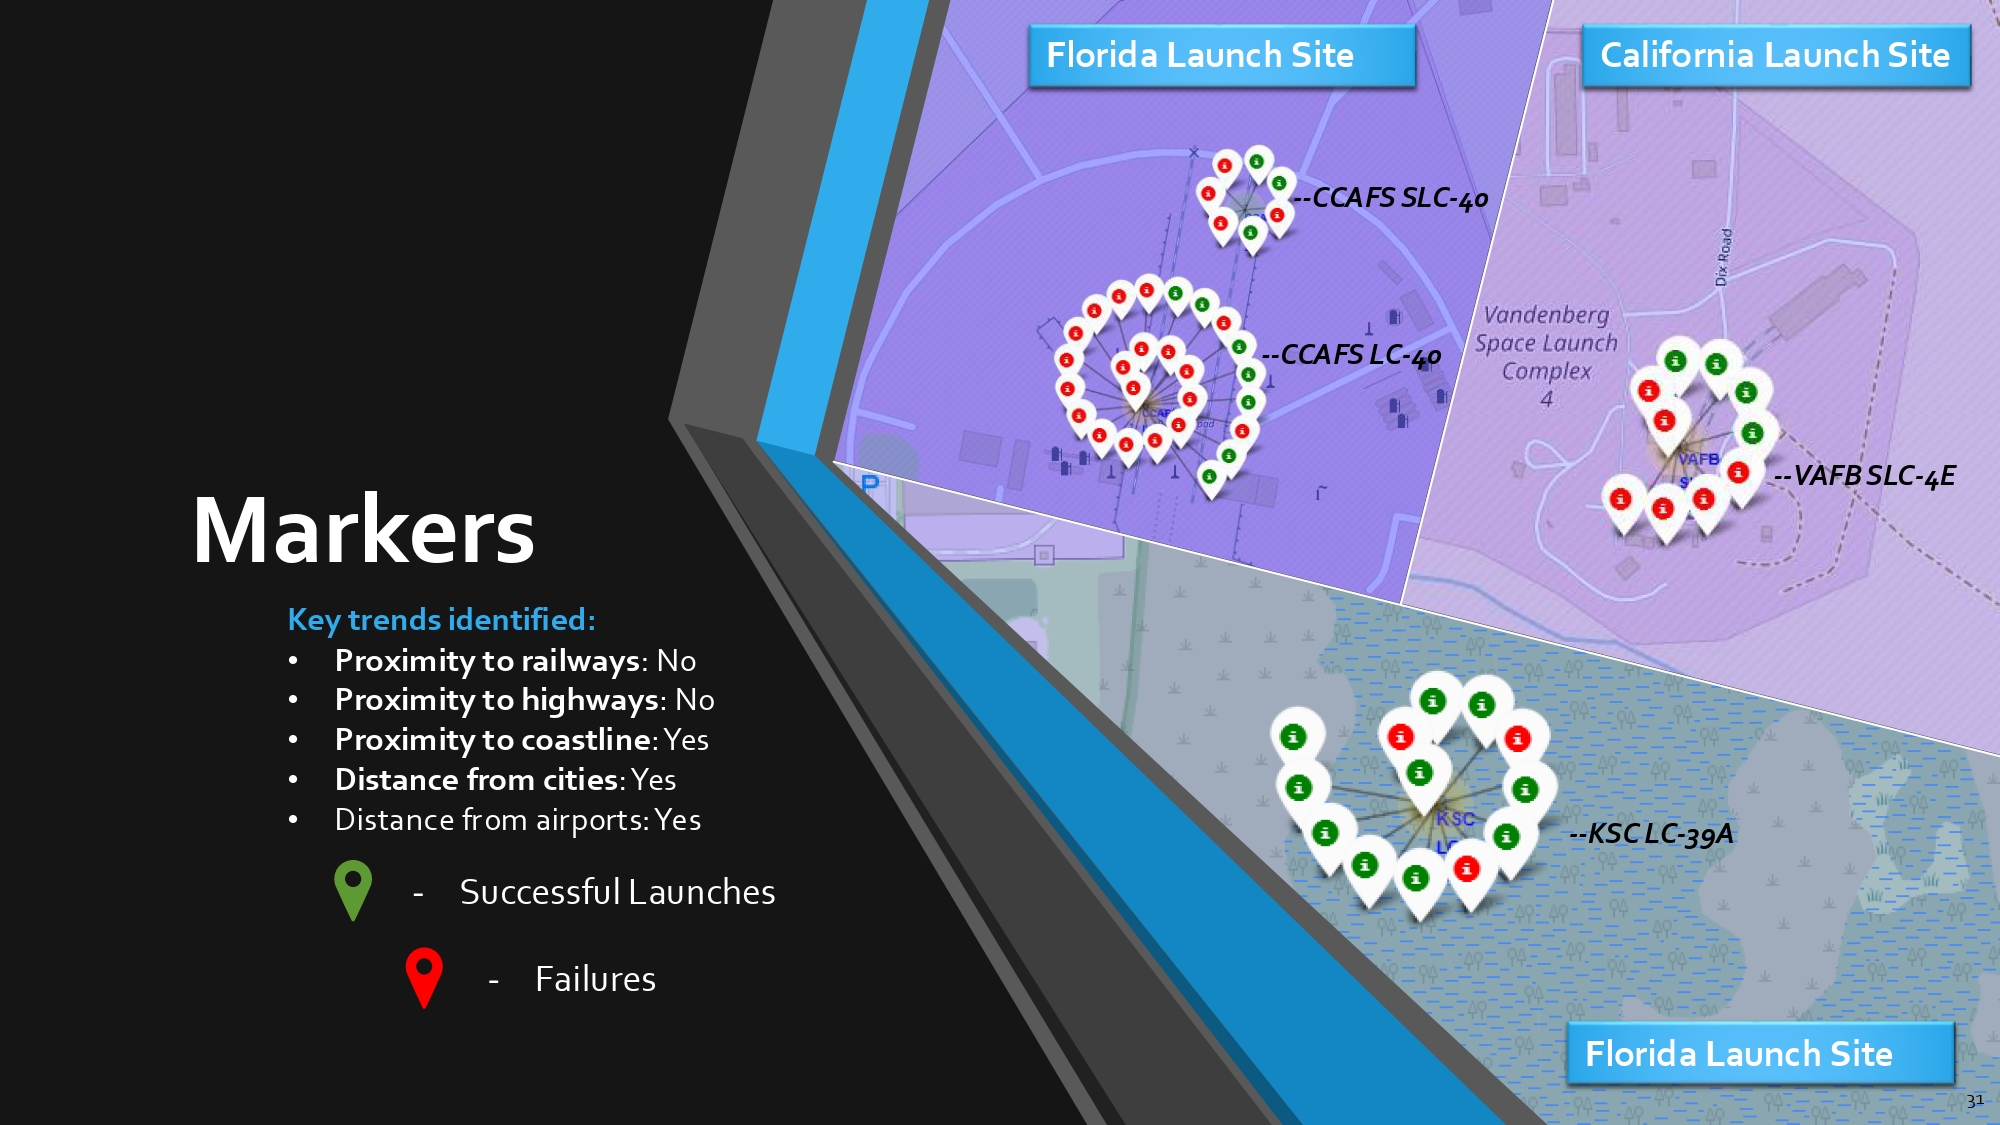 Florida Launch Site
California Launch Site
--CCAFS SLC-40
Dix Road
Vandenberg
Space Launch
Complex
4
--CCAFS LC-40
VAFB
--VAFB SLC-4E
P
Markers
Key trends identified:
• Proximity to railways: No
• Proximity to highways: No
• Proximity to coastline: Yes
• Distance from cities: Yes
• Distance from airports: Yes
- Successful Launches
- Failures
KSC
--KSC LC-39A
Florida Launch Site
31